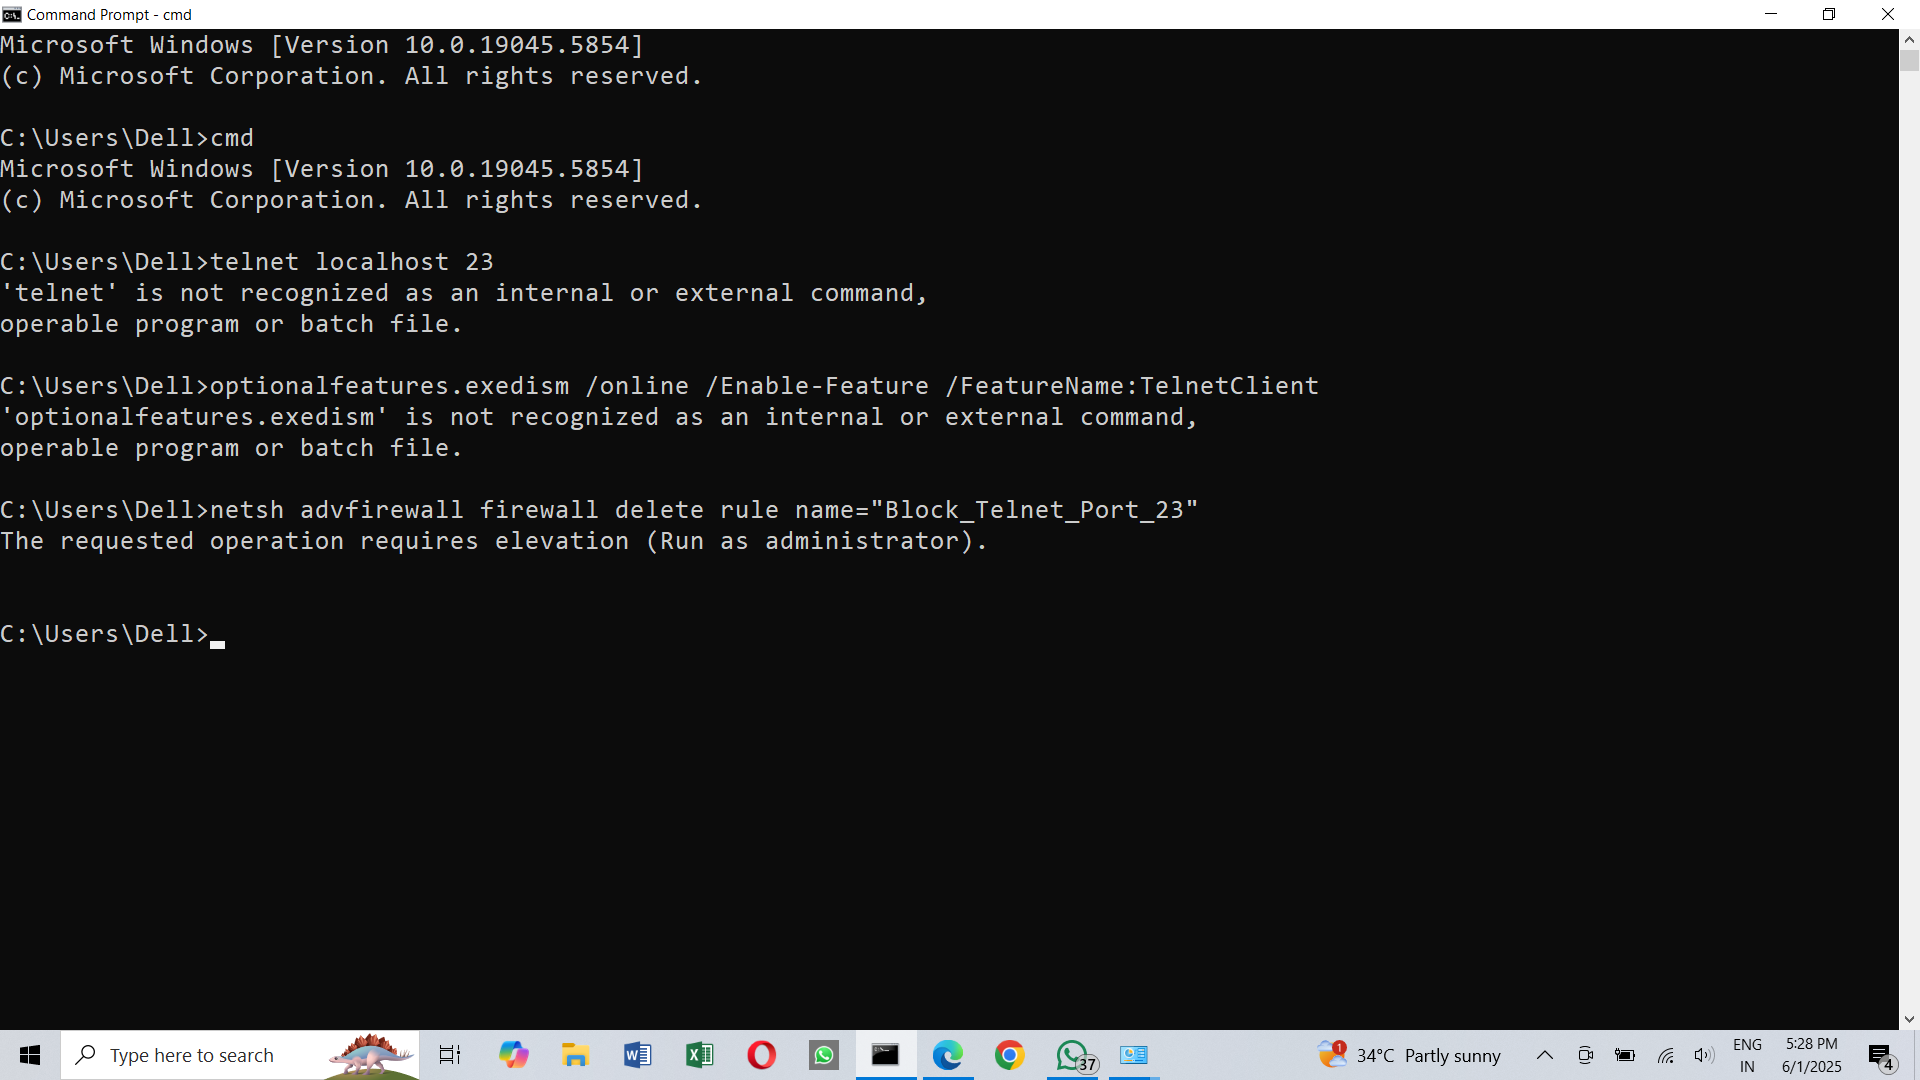 Command Prompt - cmd
Microsoft Windows [Version 10.0.19045.5854]
(c) Microsoft Corporation. All rights reserved.
C:\Users\Dell>cmd
Microsoft Windows [Version 10.0.19045.5854]
(c) Microsoft Corporation. All rights reserved.
C:\Users\Dell>telnet localhost 23
'telnet' is not recognized as an internal or external command,
operable program or batch file.
C:\Users\Dell>optionalfeatures.exedism /online /Enable-Feature /FeatureName:TelnetClient
'optionalfeatures.exedism' is not recognized as an internal or external command,
operable program or batch file.
C:\Users\Dell>netsh advfirewall firewall delete rule name="Block_Telnet_Port_23"
The requested operation requires elevation (Run as administrator).
C:\Users\Dell>
Type here to search
37
1
34°C Partly sunny
ENG
IN
5:28 PM
6/1/2025
4